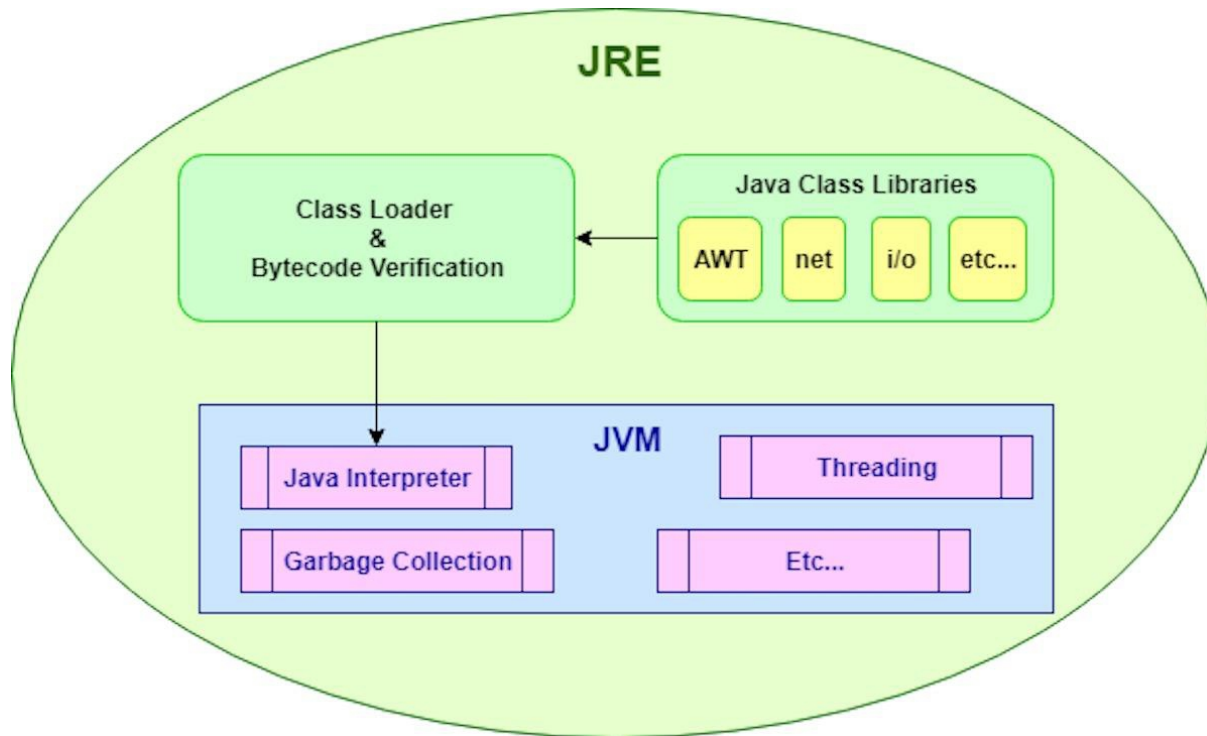 JRE
Class Loader
&
Bytecode Verification
Java Class Libraries
AWT
net
i/o
etc...
JVM
Java Interpreter
Threading
Garbage Collection
Etc...